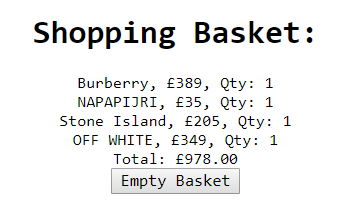 Shopping Basket:
Burberry, £389, Qty: 1
NAPAPIJRI, £35, Qty: 1
Stone Island, £205, Qty: 1
OFF WHITE, £349, Qty: 1
Total: £978.00
Empty Basket